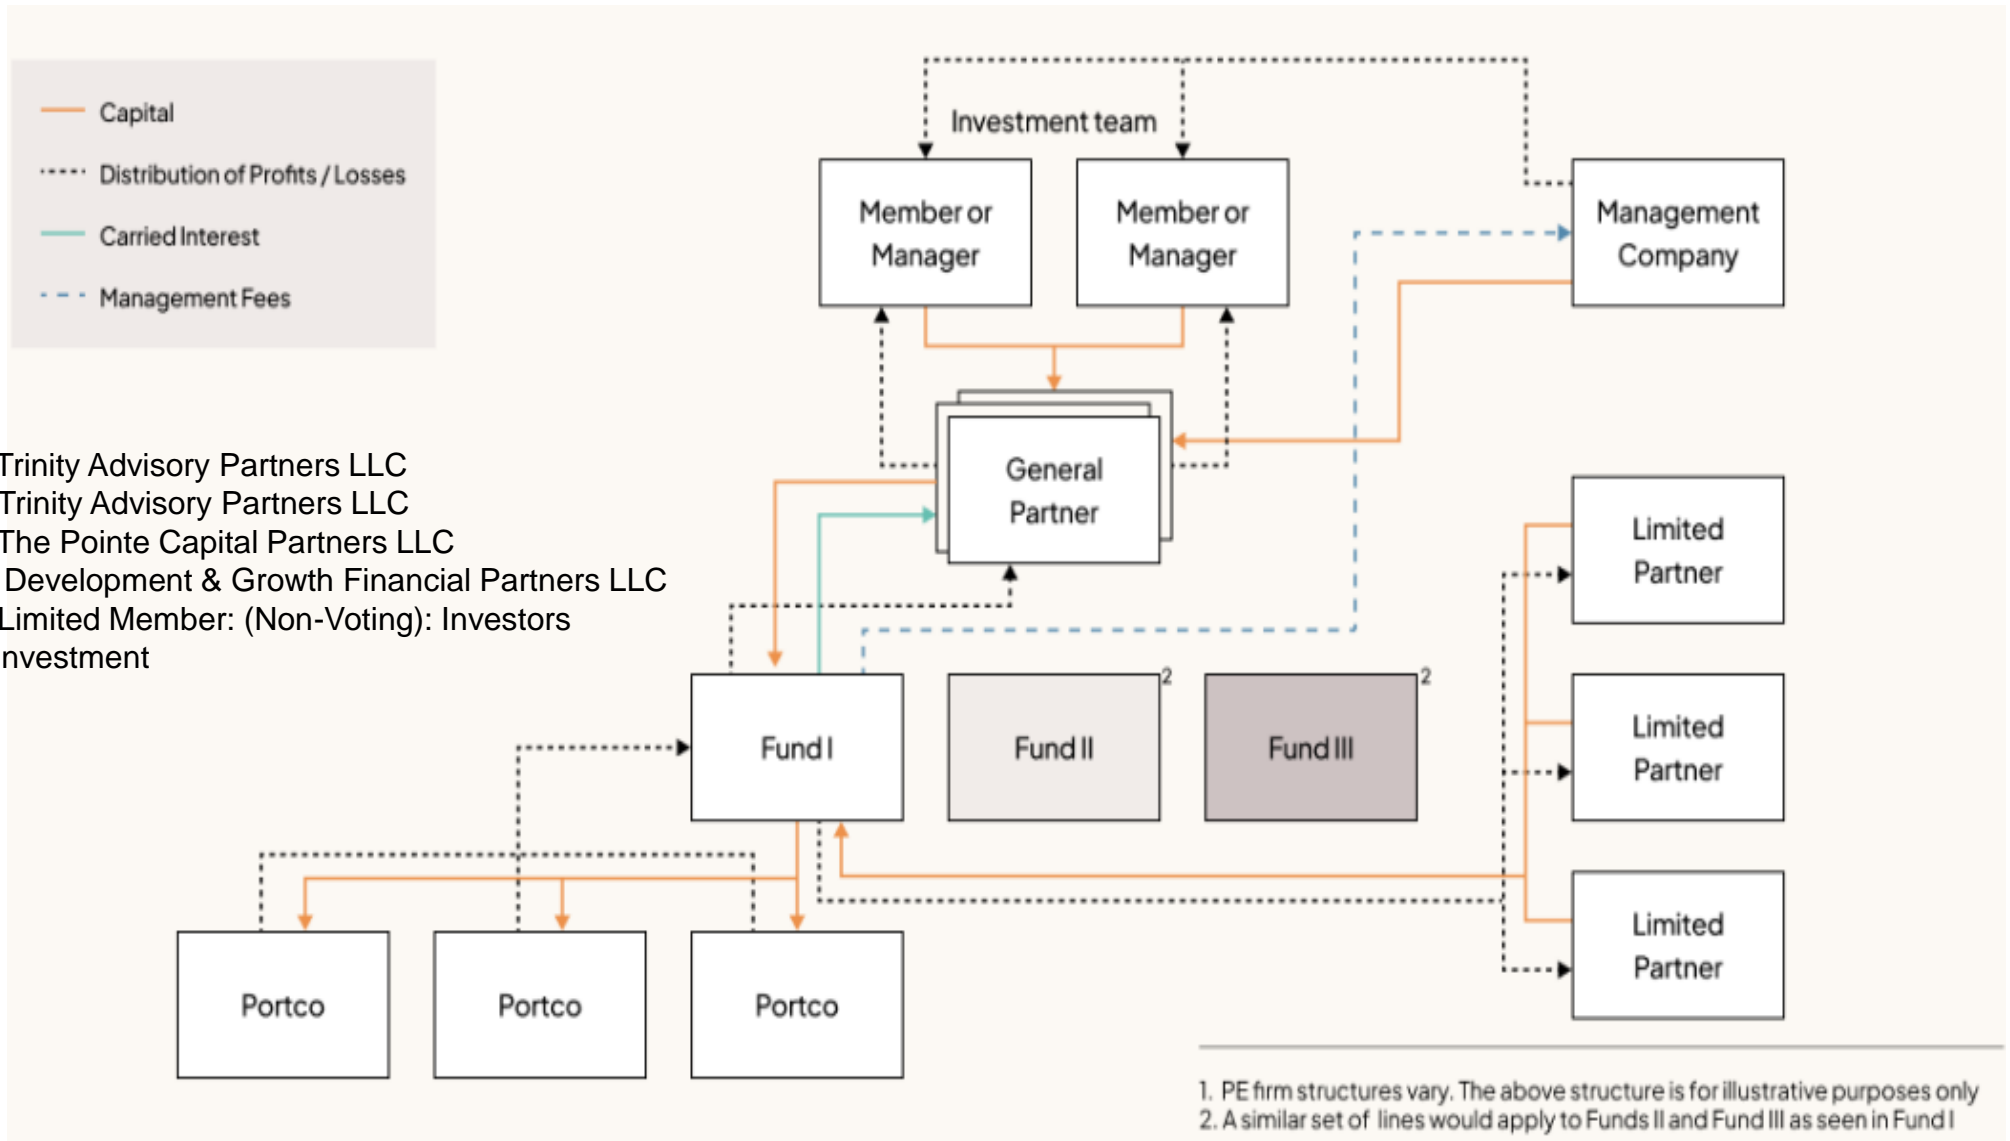 Capital
Distribution of Profits / Losses
Carried Interest
Management Fees
Investment team
Member or
Manager
Member or
Manager
Management
Company
General
Partner
Trinity Advisory Partners LLC
Trinity Advisory Partners LLC
The Pointe Capital Partners LLC
Development & Growth Financial Partners LLC
Limited Member: (Non-Voting): Investors
nvestment
Limited
Partner
Fund I
Fund II
2
Fund III
2
Limited
Partner
Limited
Partner
Portco
Portco
Portco
1. PE firm structures vary. The above structure is for illustrative purposes only
2. A similar set of lines would apply to Funds II and Fund III as seen in Fund I